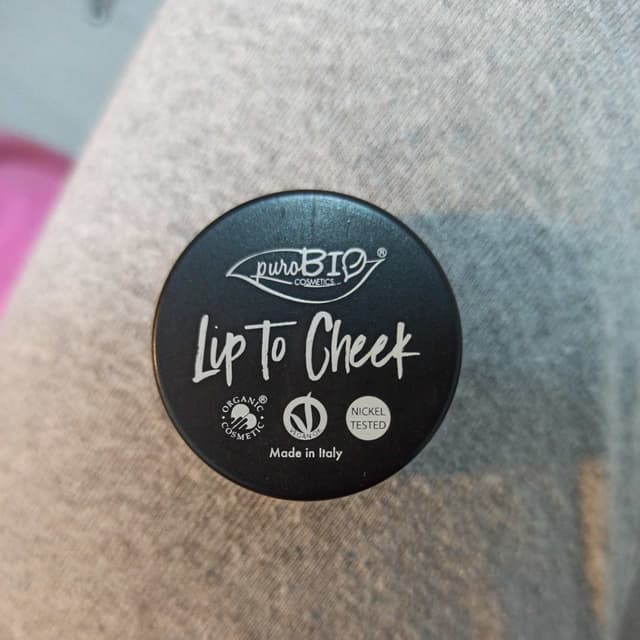 puroBIO®
COSMETICS
Lip To Cheek
ORGANIC®
COSMETIC
VEGAN OK
NICKEL
TESTED
Made in Italy